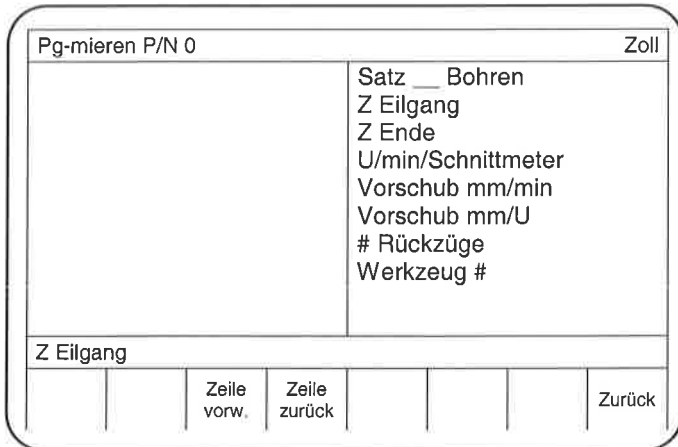 Pg-mieren P/N 0 Zoll
Satz __ Bohren
Z Eilgang
Z Ende
U/min/Schnittmeter
Vorschub mm/min
Vorschub mm/U
# Rückzüge
Werkzeug #
Z Eilgang
Zeile vorw.
Zeile zurück
Zurück